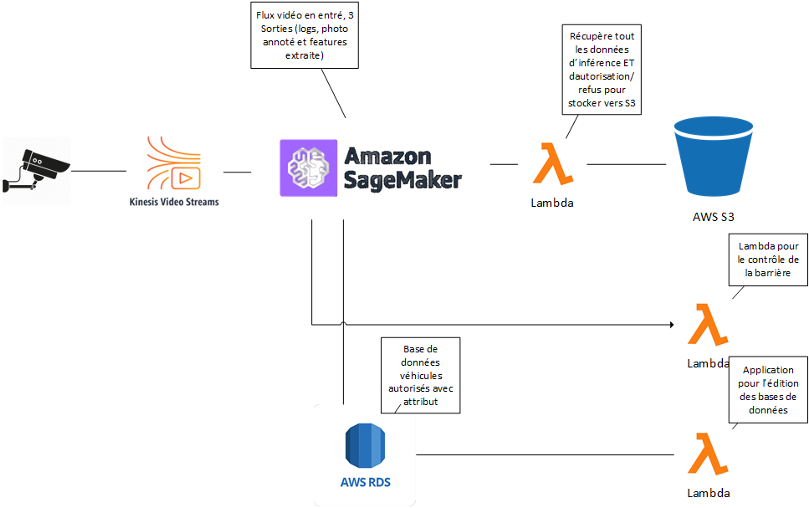 Flux vidéo en entré, 3
Sorties (logs, photo
annoté et features
extraite)
Récupère tout
les données
d'inférence ET
dautorisation/
refus pour
stocker vers S3
Kinesis Video Streams
Amazon
SageMaker
Lambda
AWS S3
Lambda pour
le contrôle de
la barrière
Lambda
Base de
données
véhicules
autorisés avec
attribut
Application
pour l'édition
des bases de
données
AWS RDS
Lambda